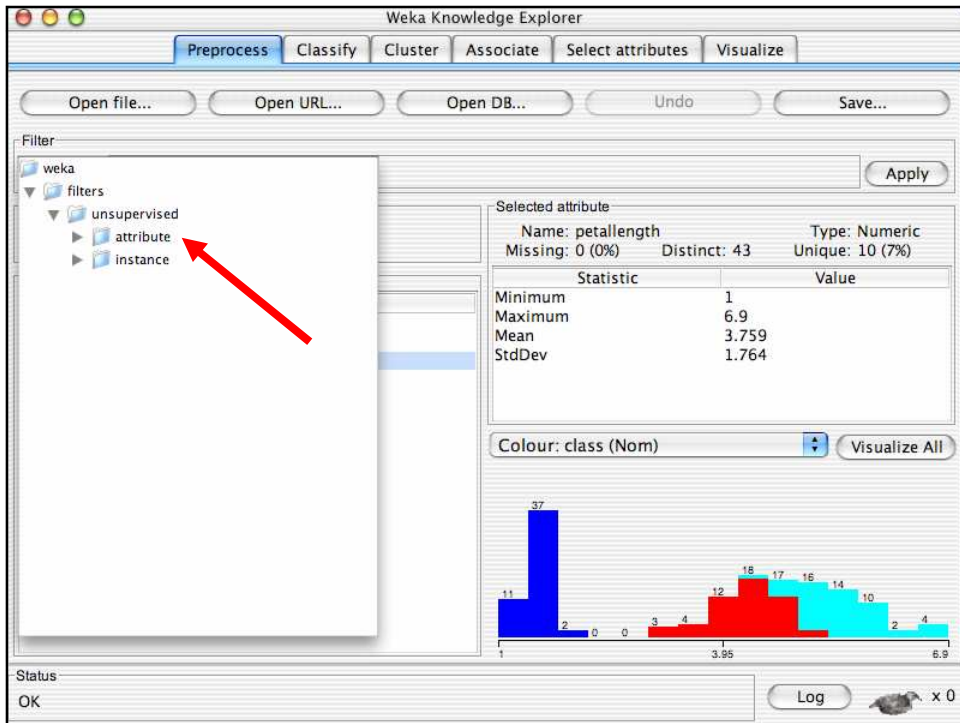 Weka Knowledge Explorer
Preprocess Classify Cluster Associate Select attributes Visualize
Open file... Open URL... Open DB... Undo Save...
Filter
weka
filters
unsupervised
attribute
instance
Apply
Selected attribute
Name: petallength Type: Numeric
Missing: 0 (0%) Distinct: 43 Unique: 10 (7%)
Statistic Value
Minimum 1
Maximum 6.9
Mean 3.759
StdDev 1.764
Colour: class (Nom) Visualize All
11 37 2 0 0 3 4 12 18 17 16 14 10 2 4
1 3.95 6.9
Status
OK
Log x 0